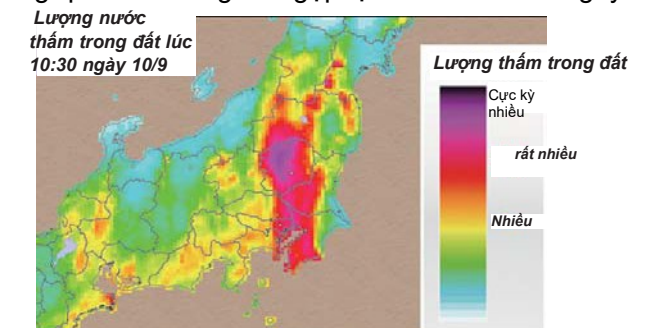 Lượng nước
thấm trong đất lúc
10:30 ngày 10/9
Lượng thấm trong đất
Cực kỳ
nhiều
rất nhiều
Nhiều